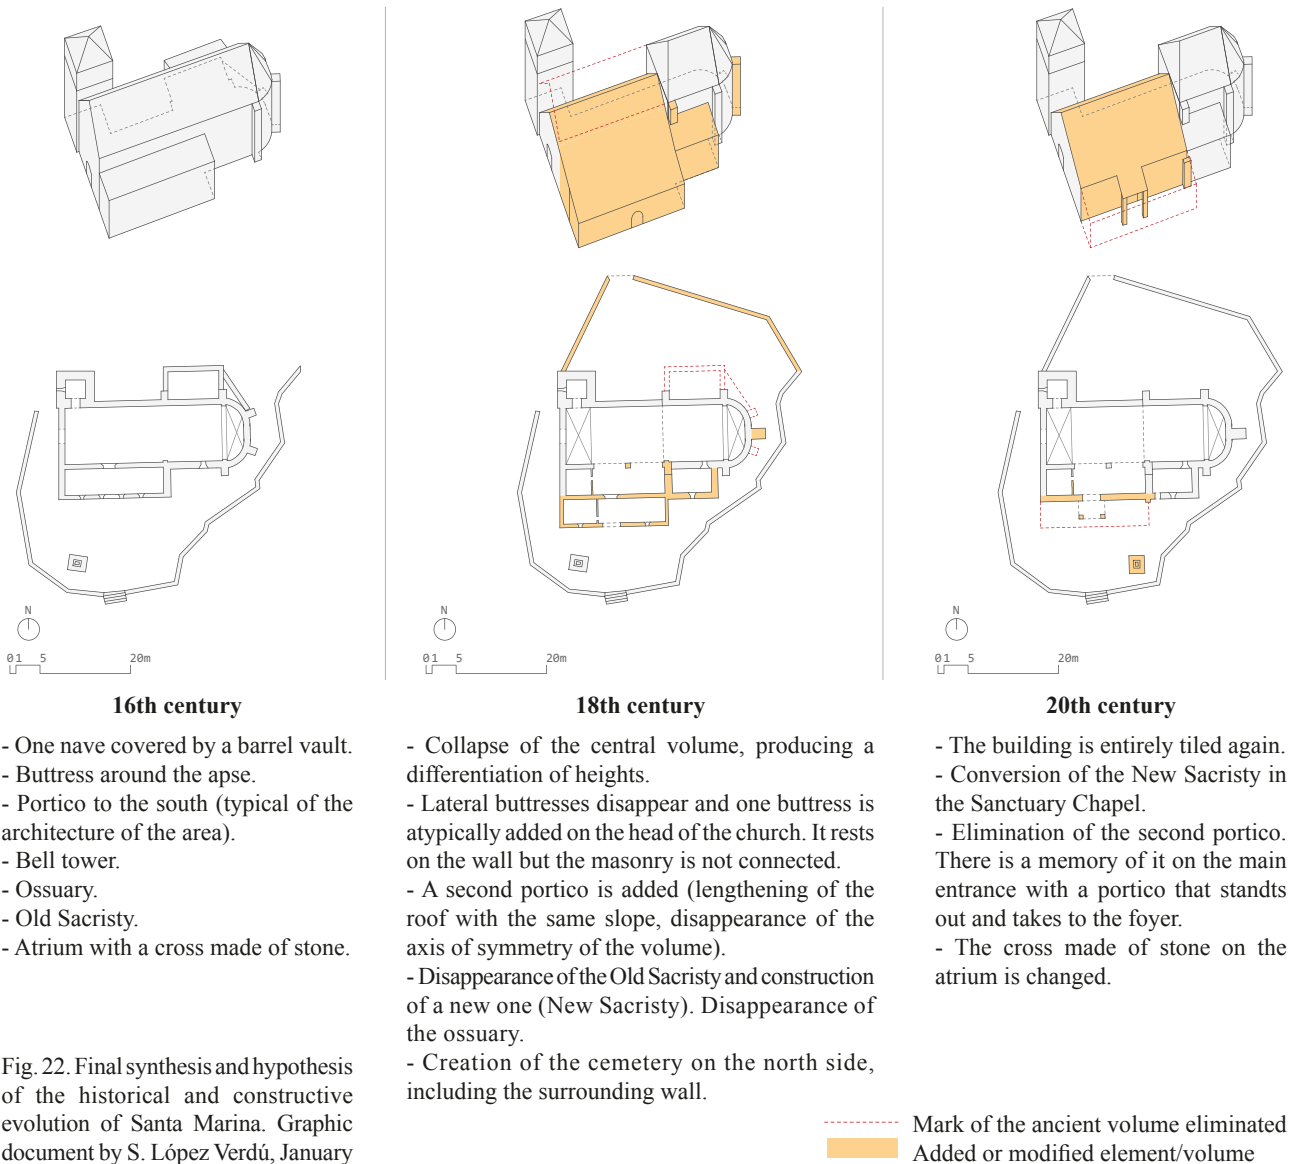 N
0 1 5 20m
N
0 1 5 20m
N
0 1 5 20m
16th century
- One nave covered by a barrel vault.
- Buttress around the apse.
- Portico to the south (typical of the
architecture of the area).
- Bell tower.
- Ossuary.
- Old Sacristy.
- Atrium with a cross made of stone.
18th century
- Collapse of the central volume, producing a
differentiation of heights.
- Lateral buttresses disappear and one buttress is
atypically added on the head of the church. It rests
on the wall but the masonry is not connected.
- A second portico is added (lengthening of the
roof with the same slope, disappearance of the
axis of symmetry of the volume).
- Disappearance of the Old Sacristy and construction
of a new one (New Sacristy). Disappearance of
the ossuary.
- Creation of the cemetery on the north side,
including the surrounding wall.
20th century
- The building is entirely tiled again.
- Conversion of the New Sacristy in
the Sanctuary Chapel.
- Elimination of the second portico.
There is a memory of it on the main
entrance with a portico that standts
out and takes to the foyer.
- The cross made of stone on the
atrium is changed.
Fig. 22. Final synthesis and hypothesis
of the historical and constructive
evolution of Santa Marina. Graphic
document by S. López Verdú, January
Mark of the ancient volume eliminated
Added or modified element/volume